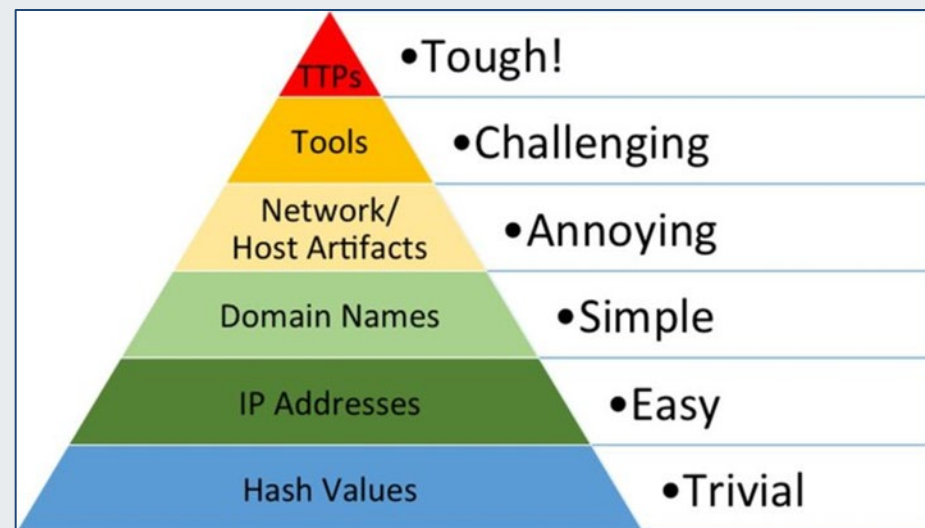 TTPs
•Tough!
Tools
•Challenging
Network/
Host Artifacts
•Annoying
Domain Names
•Simple
IP Addresses
•Easy
Hash Values
•Trivial